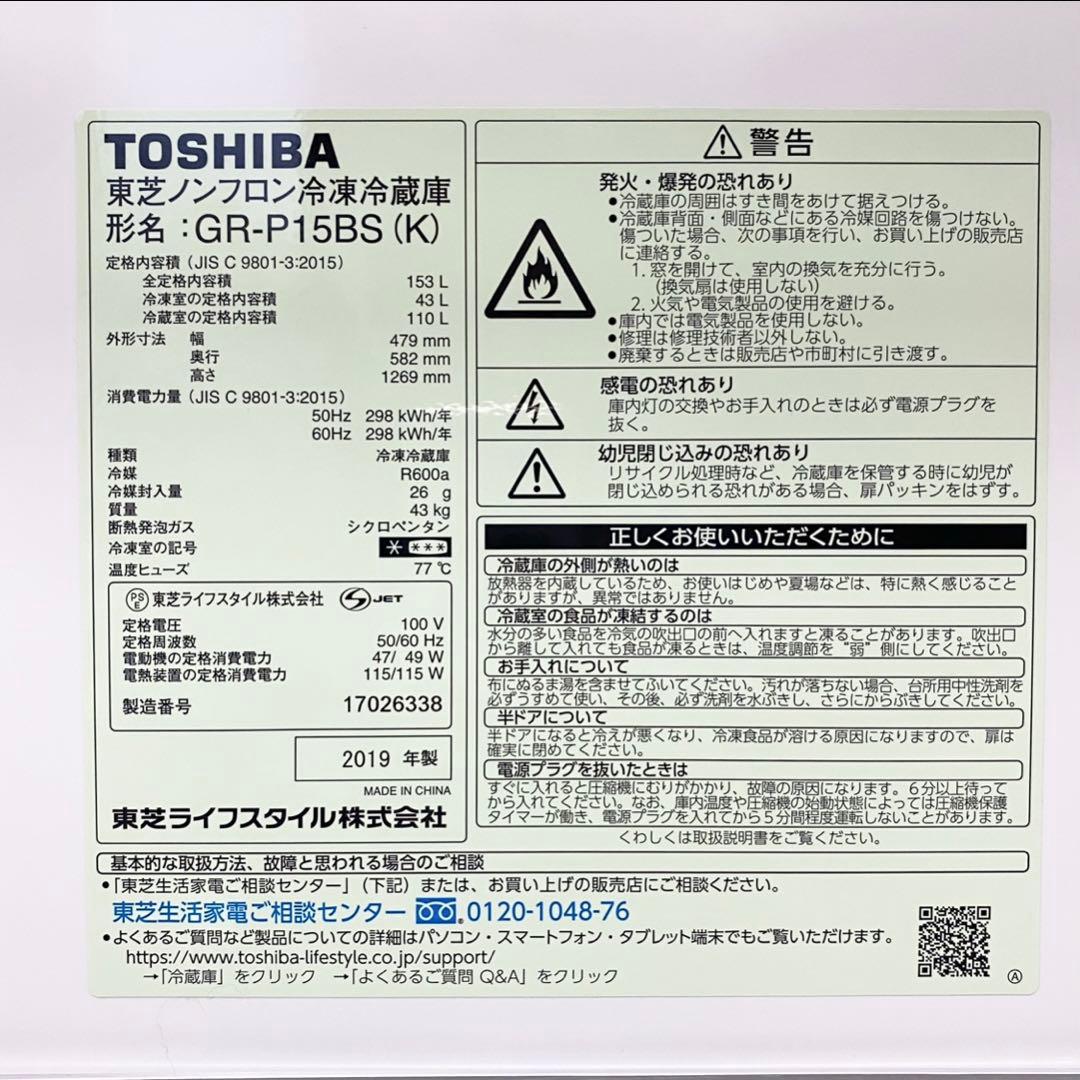 TOSHIBA
東芝ノンフロン冷凍冷蔵庫
形名：GR-P15BS (K)
定格内容積 (JIS C 9801-3:2015)
全定格内容積 153 L
冷凍室の定格内容積 43 L
冷蔵室の定格内容積 110 L
外形寸法 幅 479 mm
奥行 582 mm
高さ 1269 mm
消費電力量 (JIS C 9801-3:2015)
50Hz 298 kWh/年
60Hz 298 kWh/年
種類 冷凍冷蔵庫
冷媒 R600a
冷媒封入量 26 g
質量 43 kg
断熱発泡ガス シクロペンタン
冷凍室の記号 * ***
温度ヒューズ 77 ℃
PSE 東芝ライフスタイル株式会社 S JET
定格電圧 100 V
定格周波数 50/60 Hz
電動機の定格消費電力 47/ 49 W
電熱装置の定格消費電力 115/115 W
製造番号 17026338
2019 年製
MADE IN CHINA
東芝ライフスタイル株式会社
警告
発火・爆発の恐れあり
●冷蔵庫の周囲はすき間をあけて据えつける。
●冷蔵庫背面・側面などにある冷媒回路を傷つけない。
傷ついた場合、次の事項を行い、お買い上げの販売店
に連絡する。
1. 窓を開けて、室内の換気を充分に行う。
(換気扇は使用しない)
2. 火気や電気製品の使用を避ける。
●庫内では電気製品を使用しない。
●修理は修理技術者以外しない。
●廃棄するときは販売店や市町村に引き渡す。
感電の恐れあり
庫内灯の交換やお手入れのときは必ず電源プラグを
抜く。
幼児閉じ込みの恐れあり
リサイクル処理時など、冷蔵庫を保管する時に幼児が
閉じ込められる恐れがある場合、扉パッキンをはずす。
正しくお使いいただくために
冷蔵庫の外側が熱いのは
放熱器を内蔵しているため、お使いはじめや夏場などは、特に熱く感じること
がありますが、異常ではありません。
冷蔵室の食品が凍結するのは
水分の多い食品を冷気の吹出口の前へ入れますと凍ることがあります。吹出口
から離して入れても食品が凍るときは、温度調節を“弱”側にしてください。
お手入れについて
布にぬるま湯を含ませてふいてください。汚れが落ちない場合、台所用中性洗剤を
必ずうすめて使い、その後、必ず洗剤を水ぶきし、さらにからぶきしてください。
半ドアについて
半ドアになると冷えが悪くなり、冷凍食品が溶ける原因になりますので、扉は
確実に閉めてください。
電源プラグを抜いたときは
すぐに入れると圧縮機にむりがかかり、故障の原因になります。6分以上待って
から入れてください。なお、庫内温度や圧縮機の始動状態によっては圧縮機保護
タイマーが働き、電源プラグを入れてから5分間程度運転しないことがあります。
くわしくは取扱説明書をご覧ください。
基本的な取扱方法、故障と思われる場合のご相談
●「東芝生活家電ご相談センター」(下記) または、お買い上げの販売店にご相談ください。
東芝生活家電ご相談センター 0120-1048-76
●よくあるご質問など製品についての詳細はパソコン・スマートフォン・タブレット端末でもご覧いただけます。
https://www.toshiba-lifestyle.co.jp/support/
→「冷蔵庫」をクリック →「よくあるご質問 Q&A」をクリック
Ⓐ